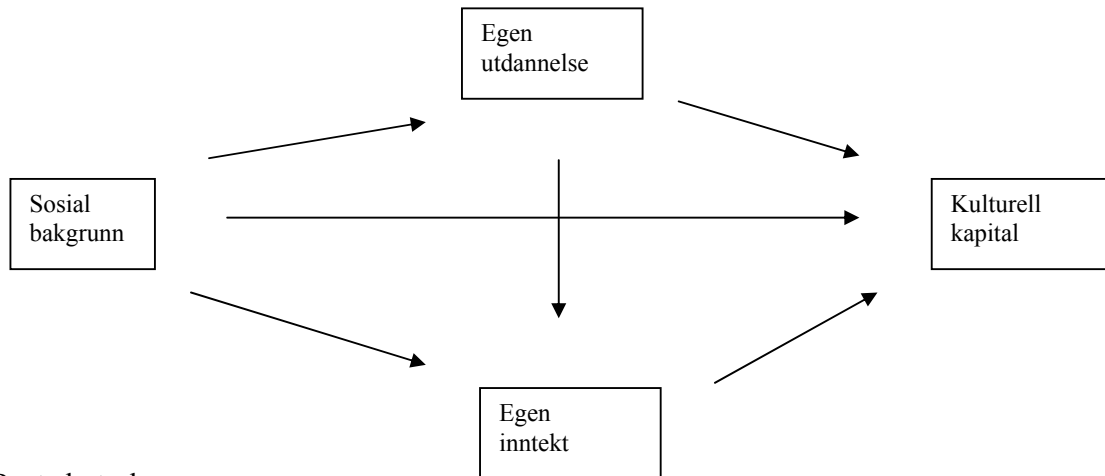 Egen
utdannelse
Sosial
bakgrunn
Kulturell
kapital
Egen
inntekt